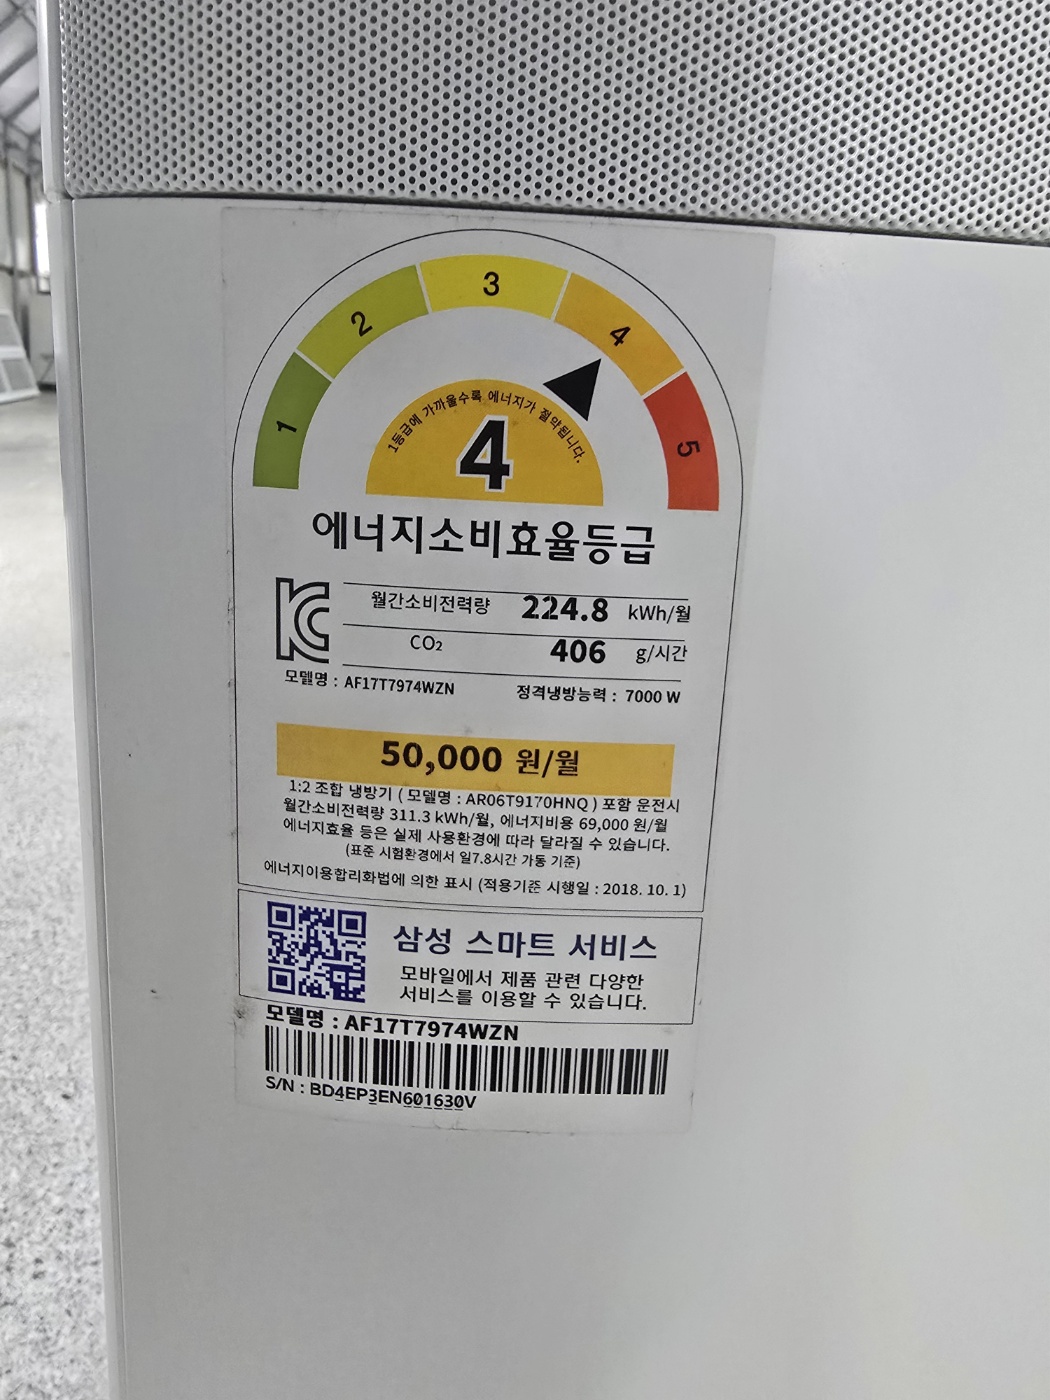 1
2
3
4
5
1등급에 가까울수록 에너지가 절약됩니다.
4
에너지소비효율등급
월간소비전력량 224.8 kWh/월
CO₂ 406 g/시간
모델명 : AF17T7974WZN 정격냉방능력 : 7000 W
50,000 원/월
1:2 조합 냉방기 ( 모델명 : AR06T9170HNQ ) 포함 운전시
월간소비전력량 311.3 kWh/월, 에너지비용 69,000 원/월
에너지효율 등은 실제 사용환경에 따라 달라질 수 있습니다.
(표준 시험환경에서 일7.8시간 가동 기준)
에너지이용합리화법에 의한 표시 (적용기준 시행일 : 2018. 10. 1)
삼성 스마트 서비스
모바일에서 제품 관련 다양한
서비스를 이용할 수 있습니다.
모델명 : AF17T7974WZN
S/N : BD4EP3EN601630V